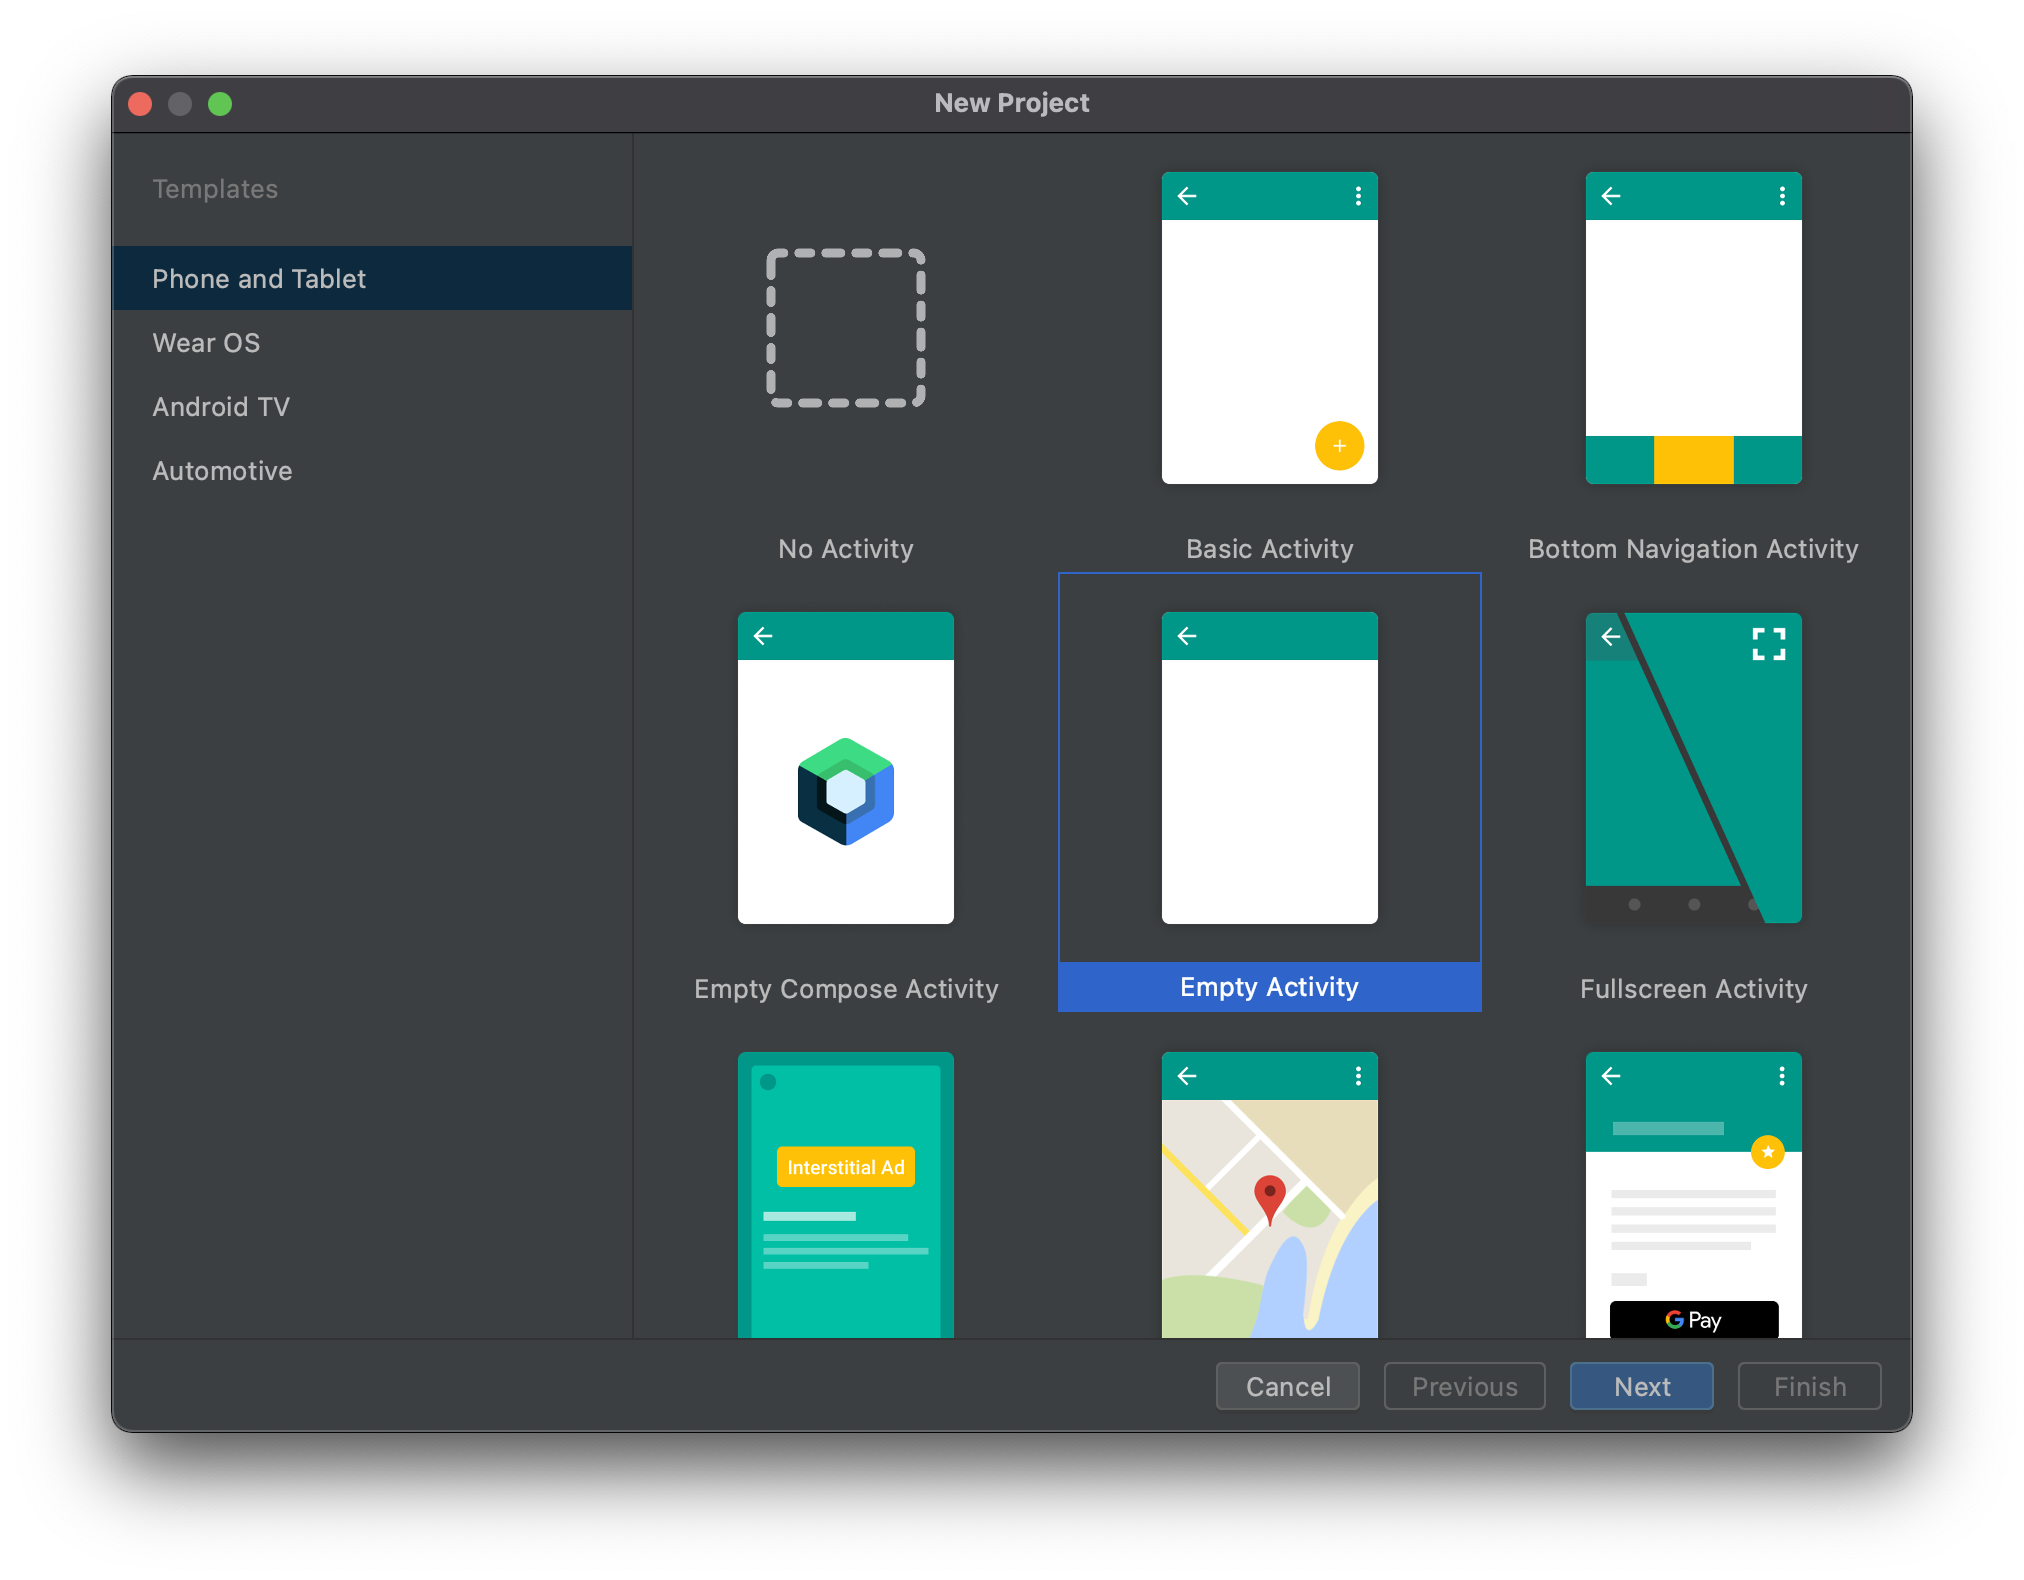 New Project
Templates
Phone and Tablet
Wear OS
Android TV
Automotive
No Activity
Basic Activity
Bottom Navigation Activity
Empty Compose Activity
Empty Activity
Fullscreen Activity
Interstitial Ad
G Pay
Cancel
Previous
Next
Finish